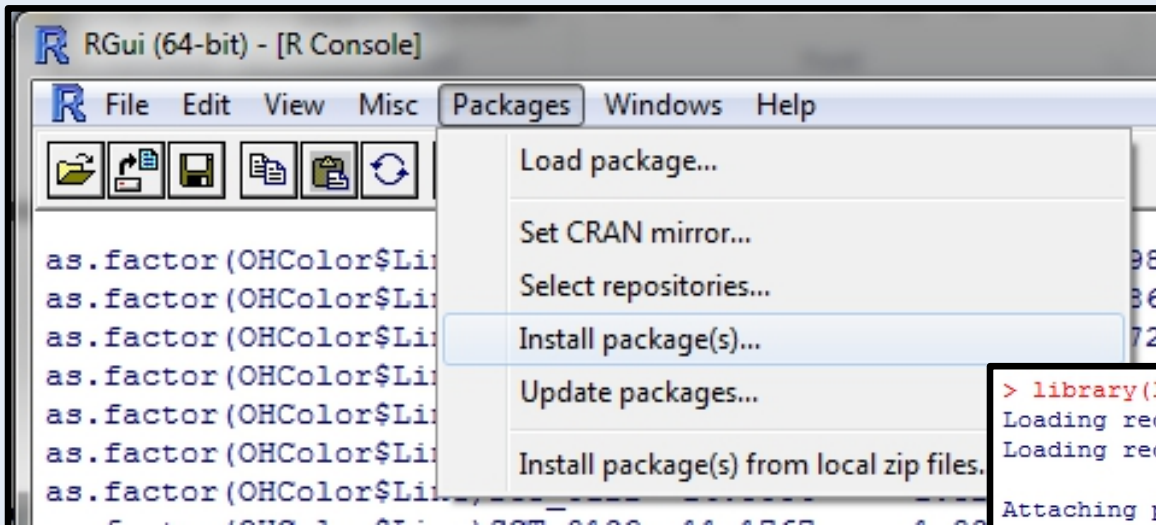 RGui (64-bit) - [R Console]
File Edit View Misc Packages Windows Help
Load package...
Set CRAN mirror...
Select repositories...
Install package(s)...
Update packages...
Install package(s) from local zip files.
as.factor(OHColor$Li
as.factor(OHColor$Li
as.factor(OHColor$Li
as.factor(OHColor$Li
as.factor(OHColor$Li
as.factor(OHColor$Li
as.factor(OHColor$Li
> library(
Loading re
Loading re
Attaching